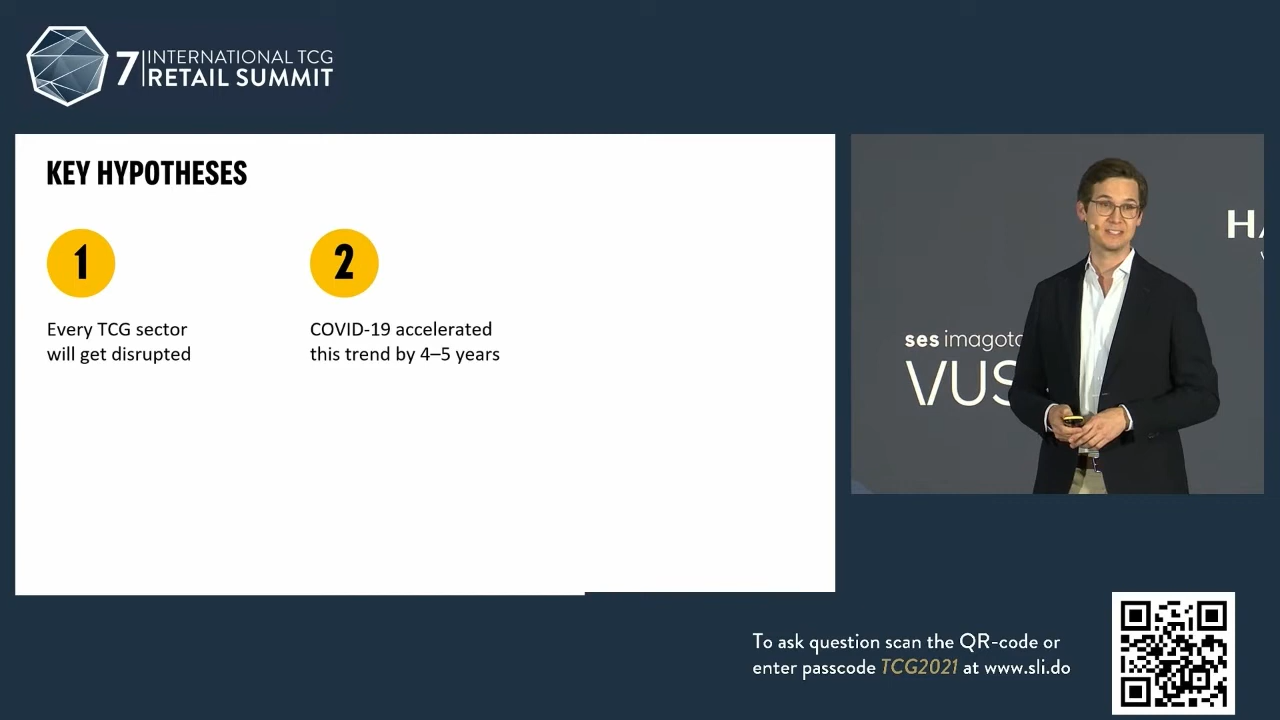 7 INTERNATIONAL TCG
RETAIL SUMMIT
KEY HYPOTHESES
1
Every TCG sector
will get disrupted
2
COVID-19 accelerated
this trend by 4–5 years
ses imagot
VUS
HA
To ask question scan the QR-code or
enter passcode TCG2021 at www.sli.do